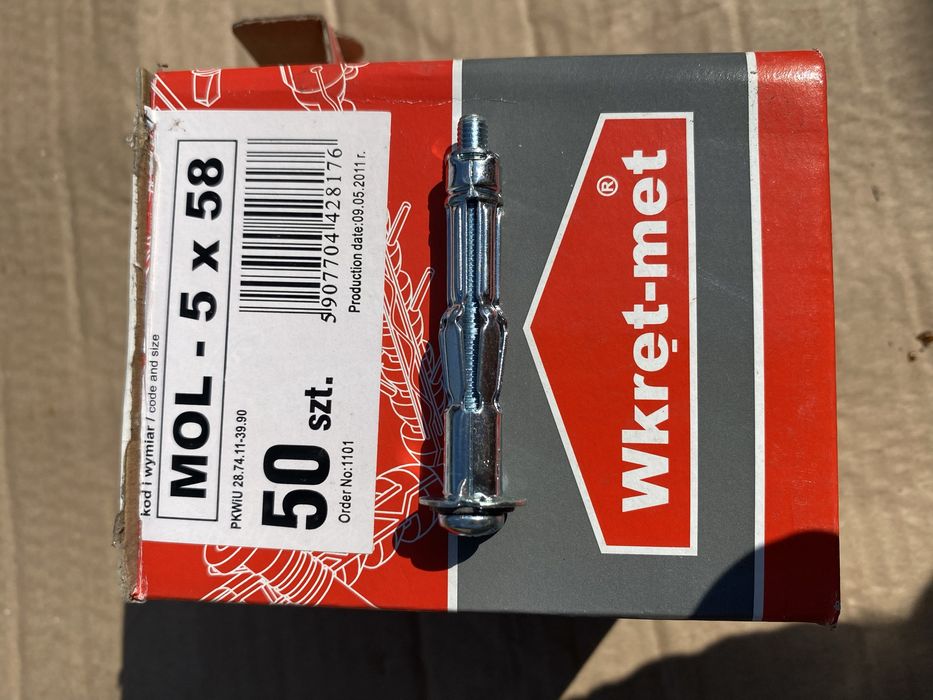 kod i wymiar / code and size
MOL - 5 x 58
PKWiU 28.74.11-39.90
50 szt.
Order No:1101
5907704428176
Production date:09.05.2011 r.
Wkręt-met®